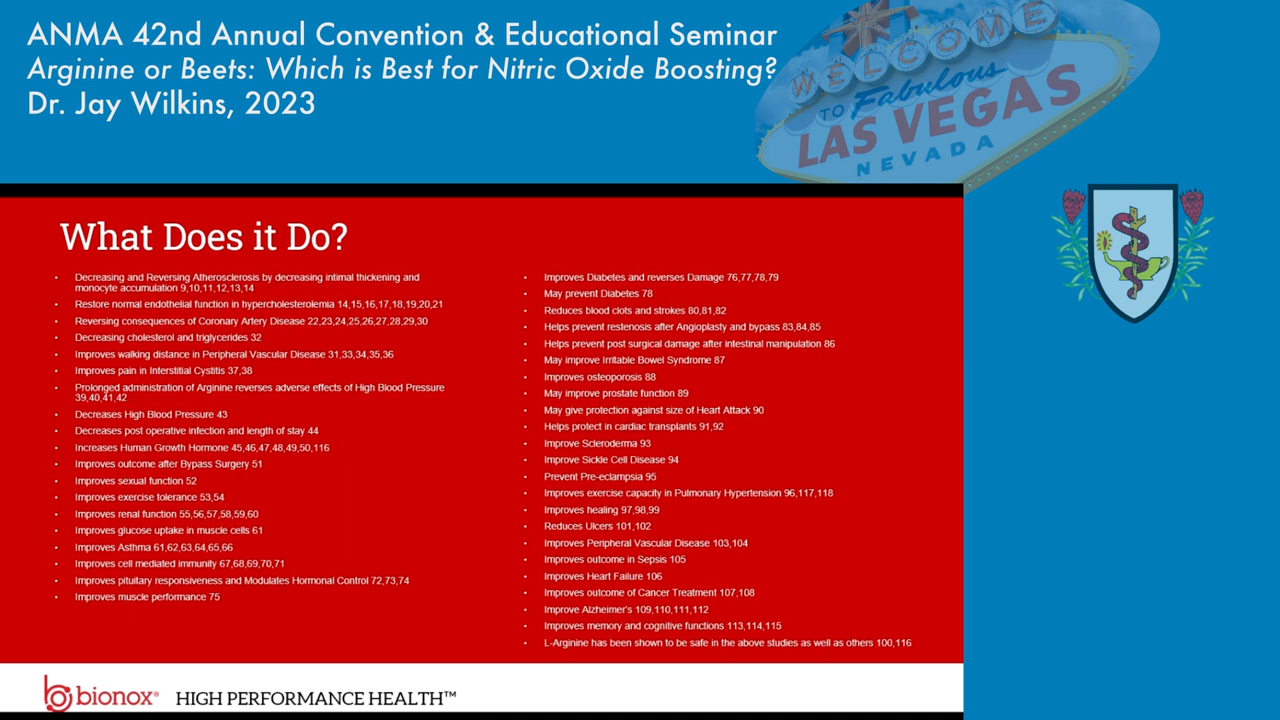 ANMA 42nd Annual Convention & Educational Seminar
Arginine or Beets: Which is Best for Nitric Oxide Boosting?
Dr. Jay Wilkins, 2023
WELCOME
TO Fabulous
LAS VEGAS
NEVADA
What Does it Do?
• Decreasing and Reversing Atherosclerosis by decreasing intimal thickening and
monocyte accumulation 9,10,11,12,13,14
• Restore normal endothelial function in hypercholesterolemia 14,15,16,17,18,19,20,21
• Reversing consequences of Coronary Artery Disease 22,23,24,25,26,27,28,29,30
• Decreasing cholesterol and triglycerides 32
• Improves walking distance in Peripheral Vascular Disease 31,33,34,35,36
• Improves pain in Interstitial Cystitis 37,38
• Prolonged administration of Arginine reverses adverse effects of High Blood Pressure
39,40,41,42
• Decreases High Blood Pressure 43
• Decreases post operative infection and length of stay 44
• Increases Human Growth Hormone 45,46,47,48,49,50,116
• Improves outcome after Bypass Surgery 51
• Improves sexual function 52
• Improves exercise tolerance 53,54
• Improves renal function 55,56,57,58,59,60
• Improves glucose uptake in muscle cells 61
• Improves Asthma 61,62,63,64,65,66
• Improves cell mediated immunity 67,68,69,70,71
• Improves pituitary responsiveness and Modulates Hormonal Control 72,73,74
• Improves muscle performance 75
• Improves Diabetes and reverses Damage 76,77,78,79
• May prevent Diabetes 78
• Reduces blood clots and strokes 80,81,82
• Helps prevent restenosis after Angioplasty and bypass 83,84,85
• Helps prevent post surgical damage after intestinal manipulation 86
• May improve Irritable Bowel Syndrome 87
• Improves osteoporosis 88
• May improve prostate function 89
• May give protection against size of Heart Attack 90
• Helps protect in cardiac transplants 91,92
• Improve Scleroderma 93
• Improve Sickle Cell Disease 94
• Prevent Pre-eclampsia 95
• Improves exercise capacity in Pulmonary Hypertension 96,117,118
• Improves healing 97,98,99
• Reduces Ulcers 101,102
• Improves Peripheral Vascular Disease 103,104
• Improves outcome in Sepsis 105
• Improves Heart Failure 106
• Improves outcome of Cancer Treatment 107,108
• Improve Alzheimer's 109,110,111,112
• Improves memory and cognitive functions 113,114,115
• L-Arginine has been shown to be safe in the above studies as well as others 100,116
bionox® HIGH PERFORMANCE HEALTH™